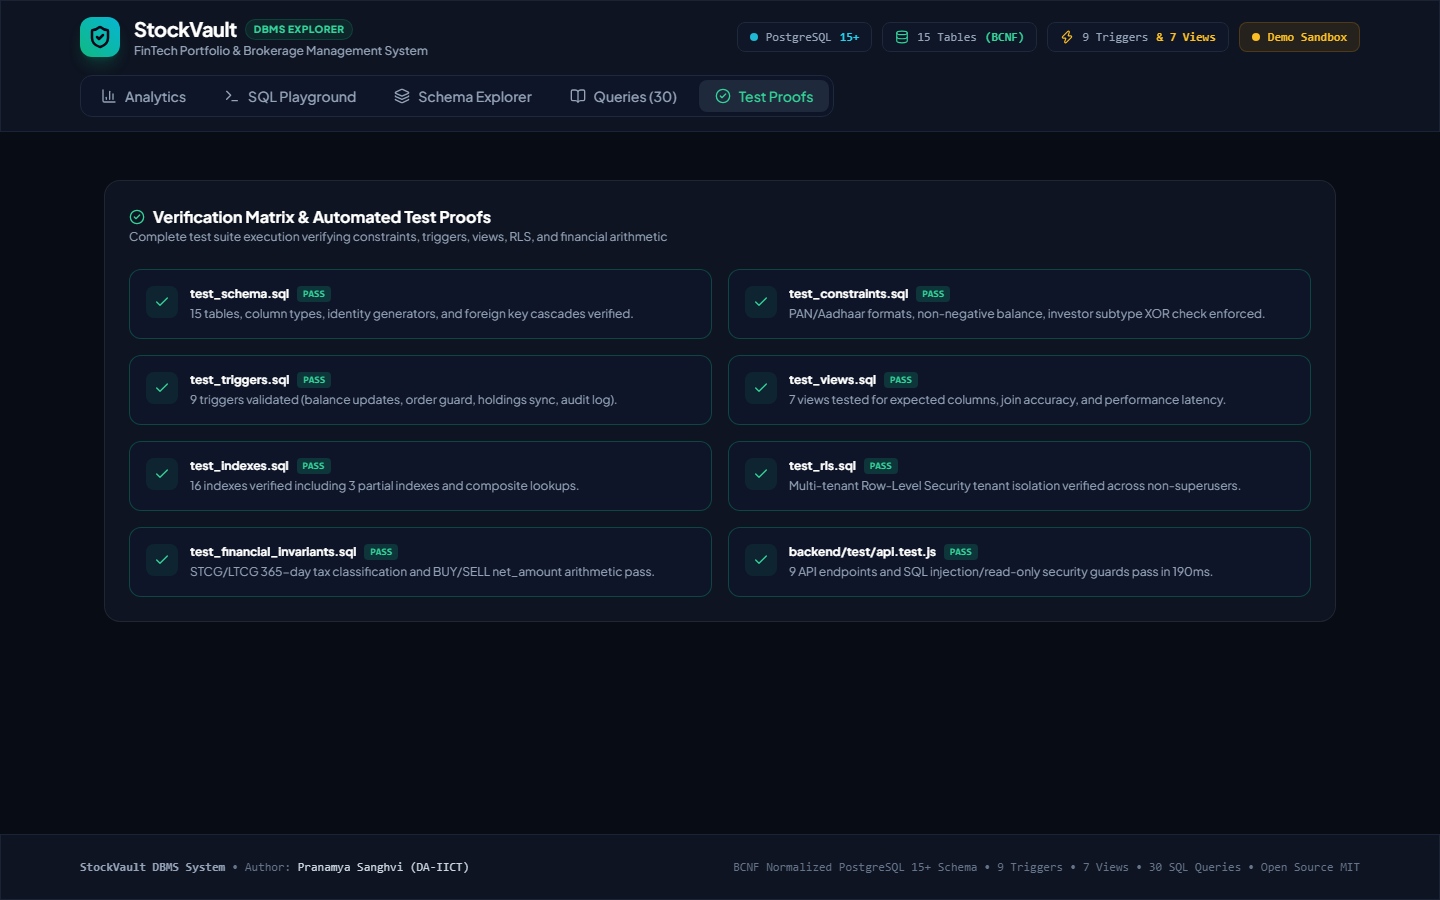 StockVault DBMS EXPLORER
FinTech Portfolio & Brokerage Management System
PostgreSQL 15+
15 Tables (BCNF)
9 Triggers & 7 Views
Demo Sandbox
Analytics
SQL Playground
Schema Explorer
Queries (30)
Test Proofs
Verification Matrix & Automated Test Proofs
Complete test suite execution verifying constraints, triggers, views, RLS, and financial arithmetic
test_schema.sql PASS
15 tables, column types, identity generators, and foreign key cascades verified.
test_constraints.sql PASS
PAN/Aadhaar formats, non-negative balance, investor subtype XOR check enforced.
test_triggers.sql PASS
9 triggers validated (balance updates, order guard, holdings sync, audit log).
test_views.sql PASS
7 views tested for expected columns, join accuracy, and performance latency.
test_indexes.sql PASS
16 indexes verified including 3 partial indexes and composite lookups.
test_rls.sql PASS
Multi-tenant Row-Level Security tenant isolation verified across non-superusers.
test_financial_invariants.sql PASS
STCG/LTCG 365-day tax classification and BUY/SELL net_amount arithmetic pass.
backend/test/api.test.js PASS
9 API endpoints and SQL injection/read-only security guards pass in 190ms.
StockVault DBMS System • Author: Pranamya Sanghvi (DA-IICT)
BCNF Normalized PostgreSQL 15+ Schema • 9 Triggers • 7 Views • 30 SQL Queries • Open Source MIT